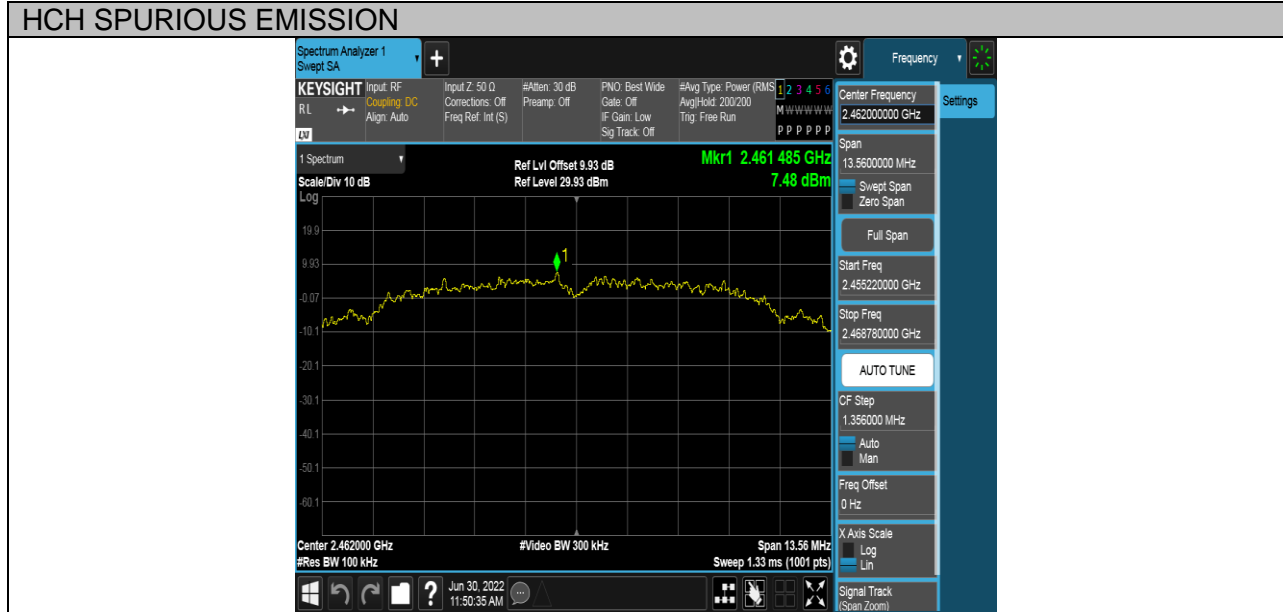 HCH SPURIOUS EMISSION
Spectrum Analyzer 1
Swept SA
+
Frequency
KEYSIGHT
RL
LXI
Input: RF
Coupling: DC
Align: Auto
Input Z: 50 Ω
Corrections: Off
Freq Ref: Int (S)
#Atten: 30 dB
Preamp: Off
PNO: Best Wide
Gate: Off
IF Gain: Low
Sig Track: Off
#Avg Type: Power (RMS
Avg|Hold: 200/200
Trig: Free Run
1 2 3 4 5 6
M W W W W W
P P P P P P
1 Spectrum
Scale/Div 10 dB
Ref Lvl Offset 9.93 dB
Ref Level 29.93 dBm
Mkr1 2.461 485 GHz
7.48 dBm
Log
19.9
9.93
-0.07
-10.1
-20.1
-30.1
-40.1
-50.1
-60.1
1
Center 2.462000 GHz
#Res BW 100 kHz
#Video BW 300 kHz
Span 13.56 MHz
Sweep 1.33 ms (1001 pts)
?
Jun 30, 2022
11:50:35 AM
Center Frequency
2.462000000 GHz
Settings
Span
13.5600000 MHz
Swept Span
Zero Span
Full Span
Start Freq
2.455220000 GHz
Stop Freq
2.468780000 GHz
AUTO TUNE
CF Step
1.356000 MHz
Auto
Man
Freq Offset
0 Hz
X Axis Scale
Log
Lin
Signal Track
(Span Zoom)